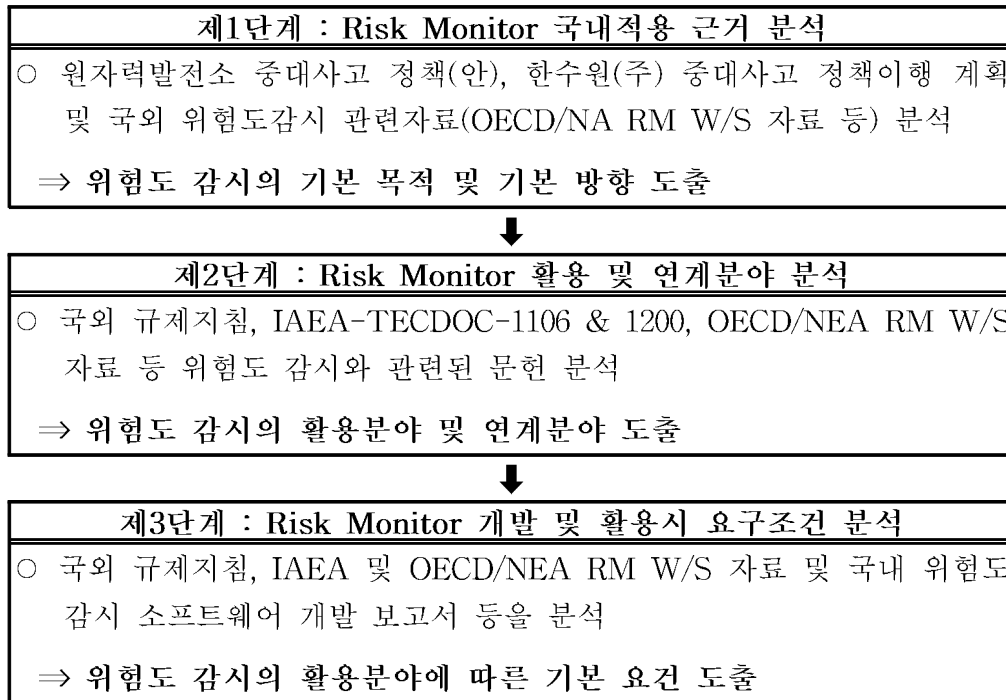 제1단계 : Risk Monitor 국내적용 근거 분석
○ 원자력발전소 중대사고 정책(안), 한수원(주) 중대사고 정책이행 계획
및 국외 위험도감시 관련자료(OECD/NA RM W/S 자료 등) 분석
⇒ 위험도 감시의 기본 목적 및 기본 방향 도출
제2단계 : Risk Monitor 활용 및 연계분야 분석
○ 국외 규제지침, IAEA-TECDOC-1106 & 1200, OECD/NEA RM W/S
자료 등 위험도 감시와 관련된 문헌 분석
⇒ 위험도 감시의 활용분야 및 연계분야 도출
제3단계 : Risk Monitor 개발 및 활용시 요구조건 분석
○ 국외 규제지침, IAEA 및 OECD/NEA RM W/S 자료 및 국내 위험도
감시 소프트웨어 개발 보고서 등을 분석
⇒ 위험도 감시의 활용분야에 따른 기본 요건 도출